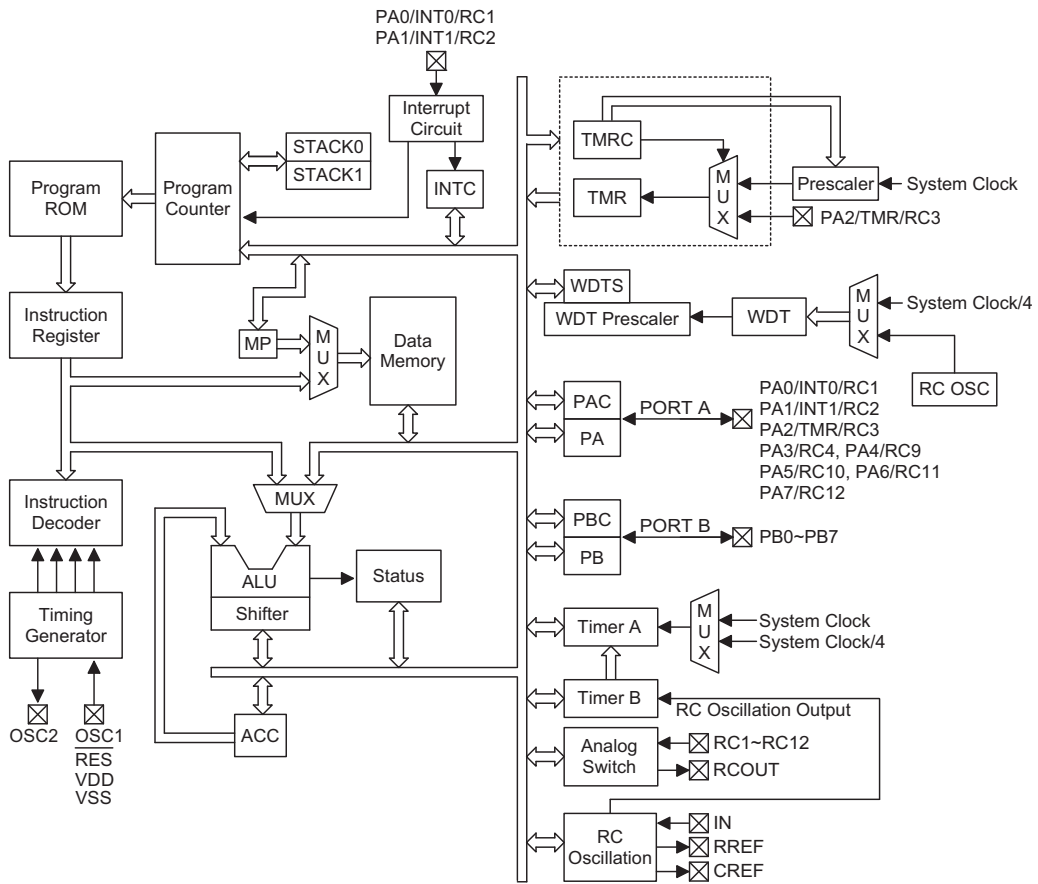 PA0/INT0/RC1
PA1/INT1/RC2
Interrupt
Circuit
INTC
STACK0
STACK1
Program
ROM
Program
Counter
Instruction
Register
MP
M
U
X
Data
Memory
Instruction
Decoder
MUX
ALU
Shifter
Status
Timing
Generator
OSC2
OSC1
RES
VDD
VSS
ACC
TMRC
TMR
M
U
X
Prescaler
System Clock
PA2/TMR/RC3
WDTS
WDT Prescaler
WDT
M
U
X
System Clock/4
RC OSC
PAC
PA
PORT A
PA0/INT0/RC1
PA1/INT1/RC2
PA2/TMR/RC3
PA3/RC4, PA4/RC9
PA5/RC10, PA6/RC11
PA7/RC12
PBC
PB
PORT B
PB0~PB7
Timer A
M
U
X
System Clock
System Clock/4
Timer B
RC Oscillation Output
Analog
Switch
RC1~RC12
RCOUT
RC
Oscillation
IN
RREF
CREF